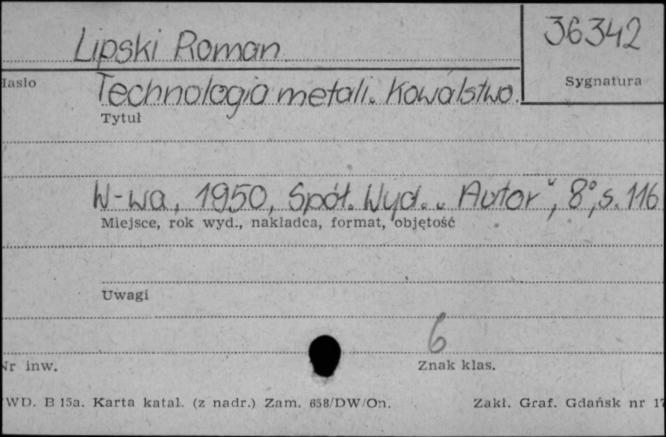 36342
Lipski Roman
Hasło
Sygnatura
Technologia metali. Kowalstwo.
Tytuł
W-wa, 1950, Spół. Wyd. „Autor", 8°, s. 116
Miejsce, rok wyd., nakładca, format, objętość
Uwagi
6
Nr inw.
Znak klas.
WD. B 15a. Karta katal. (z nadr.) Zam. 658/DW/On.
Zakł. Graf. Gdańsk nr 17